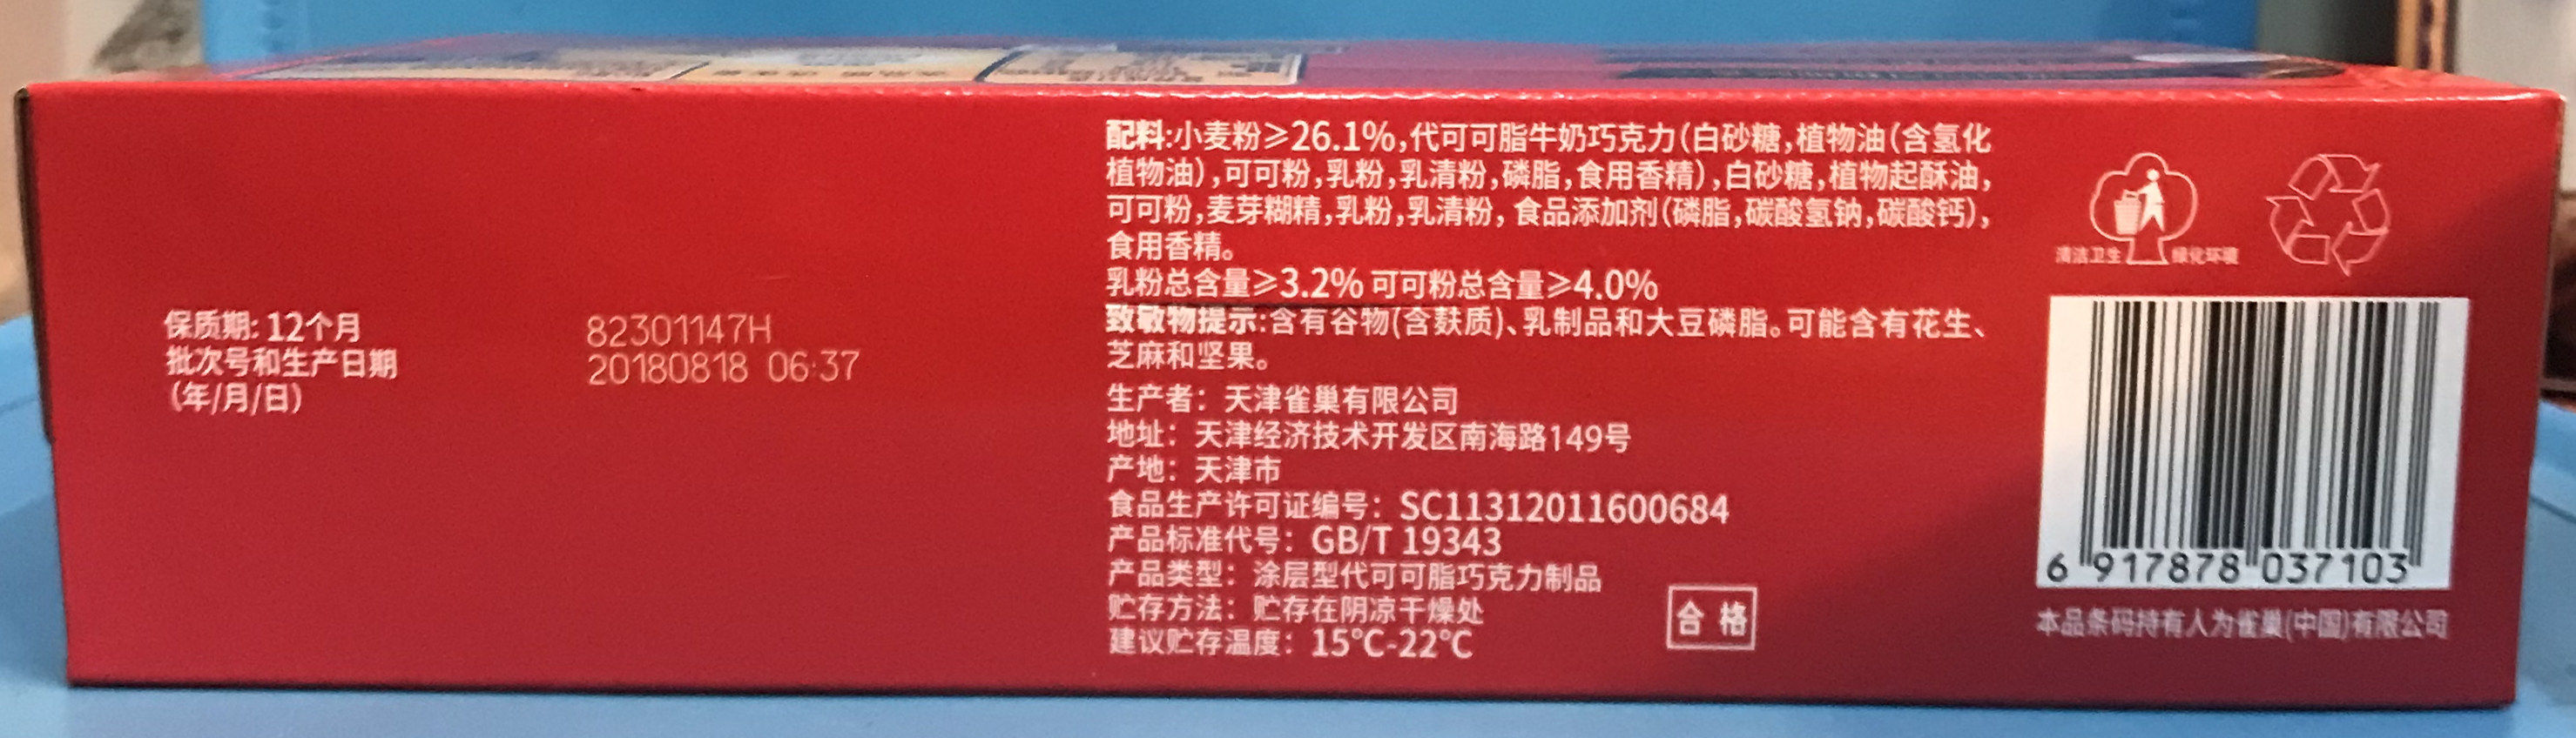 保质期: 12个月
批次号和生产日期
(年/月/日)
82301147H
20180818 06:37
配料:小麦粉≥26.1%,代可可脂牛奶巧克力(白砂糖,植物油(含氢化
植物油),可可粉,乳粉,乳清粉,磷脂,食用香精),白砂糖,植物起酥油,
可可粉,麦芽糊精,乳粉,乳清粉,食品添加剂(磷脂,碳酸氢钠,碳酸钙),
食用香精。
乳粉总含量≥3.2% 可可粉总含量≥4.0%
致敏物提示:含有谷物(含麸质)、乳制品和大豆磷脂。可能含有花生、
芝麻和坚果。
生产者：天津雀巢有限公司
地址：天津经济技术开发区南海路149号
产地：天津市
食品生产许可证编号：SC11312011600684
产品标准代号：GB/T 19343
产品类型：涂层型代可可脂巧克力制品
贮存方法：贮存在阴凉干燥处
建议贮存温度：15°C-22°C
合格
清洁卫生 绿化环境
6 917878 037103
本品条码持有人为雀巢(中国)有限公司